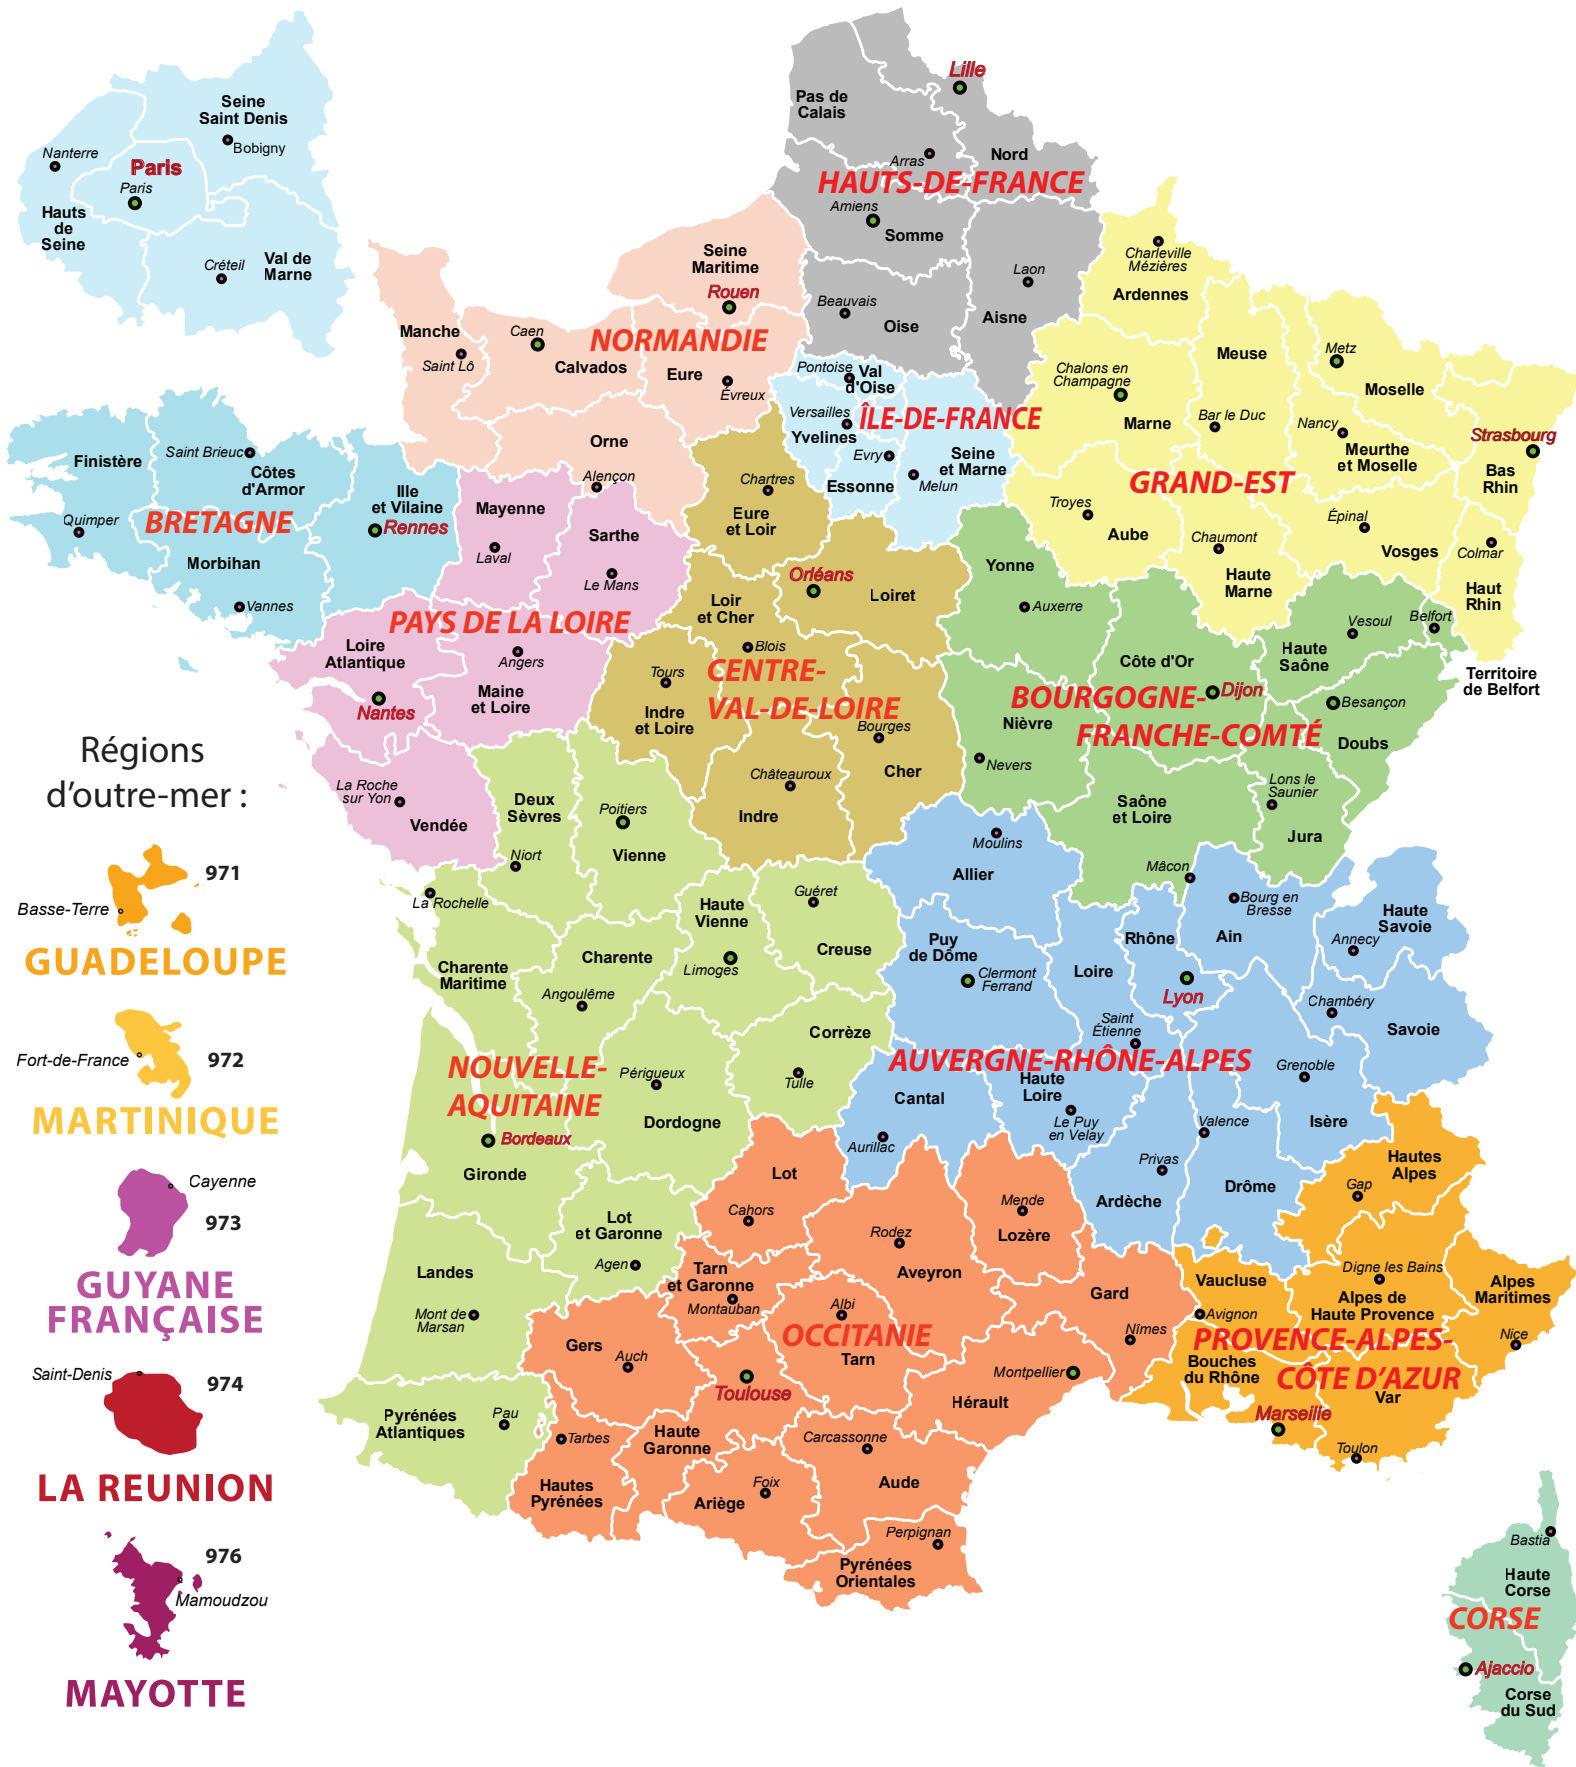 Seine
Saint Denis
Bobigny
Nanterre
Paris
Paris
Hauts
de
Seine
Créteil
Val de
Marne
Lille
Pas de
Calais
Arras
Nord
HAUTS-DE-FRANCE
Amiens
Somme
Laon
Beauvais
Oise
Aisne
Seine
Maritime
Rouen
NORMANDIE
Manche
Saint Lô
Caen
Calvados
Eure
Évreux
Orne
Alençon
Pontoise
Val
d'Oise
Versailles
ÎLE-DE-FRANCE
Yvelines
Evry
Seine
et Marne
Essonne
Melun
Charleville
Mézières
Ardennes
Meuse
Metz
Moselle
Chalons en
Champagne
Marne
Bar le Duc
Nancy
Meurthe
et Moselle
Strasbourg
Bas
Rhin
GRAND-EST
Troyes
Aube
Chaumont
Haute
Marne
Épinal
Vosges
Colmar
Haut
Rhin
Finistère
Saint Brieuc
Côtes
d'Armor
Quimper
BRETAGNE
Ille
et Vilaine
Rennes
Morbihan
Vannes
Mayenne
Laval
Sarthe
Le Mans
PAYS DE LA LOIRE
Loire
Atlantique
Nantes
Angers
Maine
et Loire
La Roche
sur Yon
Vendée
Chartres
Eure
et Loir
Orléans
Loiret
Loir
et Cher
Blois
Tours
CENTRE-
VAL-DE-LOIRE
Indre
et Loire
Bourges
Cher
Châteauroux
Indre
Yonne
Auxerre
Côte d'Or
Dijon
Vesoul
Haute
Saône
Belfort
Territoire
de Belfort
BOURGOGNE-
FRANCHE-COMTÉ
Besançon
Doubs
Nièvre
Nevers
Saône
et Loire
Lons le
Saunier
Jura
Mâcon
Deux
Sèvres
Niort
Poitiers
Vienne
La Rochelle
Charente
Maritime
Charente
Angoulême
Haute
Vienne
Limoges
Guéret
Creuse
Corrèze
Tulle
NOUVELLE-
AQUITAINE
Périgueux
Dordogne
Bordeaux
Gironde
Lot
et Garonne
Agen
Landes
Mont de
Marsan
Pyrénées
Atlantiques
Pau
Moulins
Allier
Puy
de Dôme
Clermont
Ferrand
Loire
Rhône
Lyon
Bourg en
Bresse
Ain
Haute
Savoie
Annecy
Chambéry
Savoie
Saint
Étienne
AUVERGNE-RHÔNE-ALPES
Cantal
Aurillac
Haute
Loire
Le Puy
en Velay
Grenoble
Isère
Valence
Privas
Ardèche
Drôme
Lot
Cahors
Rodez
Aveyron
Mende
Lozère
Tarn
et Garonne
Montauban
Gers
Auch
Albi
OCCITANIE
Tarn
Toulouse
Gard
Nîmes
Montpellier
Hérault
Haute
Garonne
Tarbes
Hautes
Pyrénées
Ariège
Foix
Carcassonne
Aude
Perpignan
Pyrénées
Orientales
Hautes
Alpes
Gap
Vaucluse
Avignon
Digne les Bains
Alpes de
Haute Provence
Alpes
Maritimes
Nice
PROVENCE-ALPES-
CÔTE D'AZUR
Bouches
du Rhône
Marseille
Var
Toulon
Bastia
Haute
Corse
CORSE
Ajaccio
Corse
du Sud
Régions
d'outre-mer :
971
Basse-Terre
GUADELOUPE
Fort-de-France
972
MARTINIQUE
Cayenne
973
GUYANE
FRANÇAISE
Saint-Denis
974
LA REUNION
976
Mamoudzou
MAYOTTE